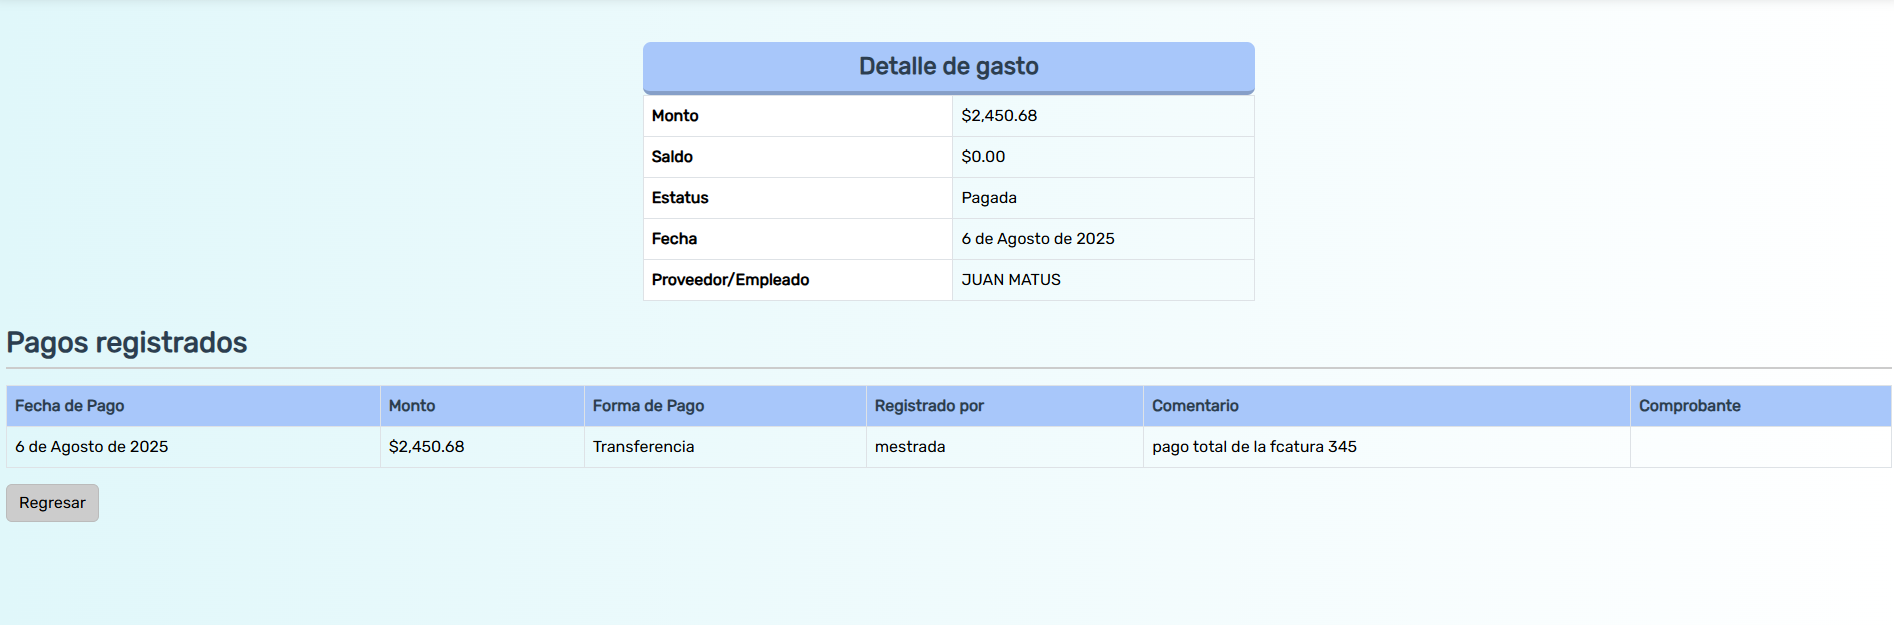 Detalle de gasto
Monto $2,450.68
Saldo $0.00
Estatus Pagada
Fecha 6 de Agosto de 2025
Proveedor/Empleado JUAN MATUS
Pagos registrados
Fecha de Pago Monto Forma de Pago Registrado por Comentario Comprobante
6 de Agosto de 2025 $2,450.68 Transferencia mestrada pago total de la fcatura 345
Regresar